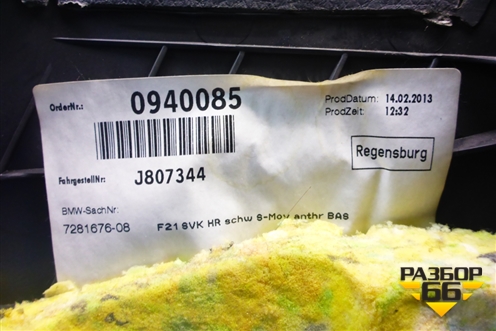 OrderNr.: 0940085
ProdDatum: 14.02.2013
ProdZeit: 12:32
Regensburg
FahrgestellNr: J807344
BMW-SachNr:
7281676-08 F21 SVK HR schw S-Mov anthr BAS
РАЗБОР
66